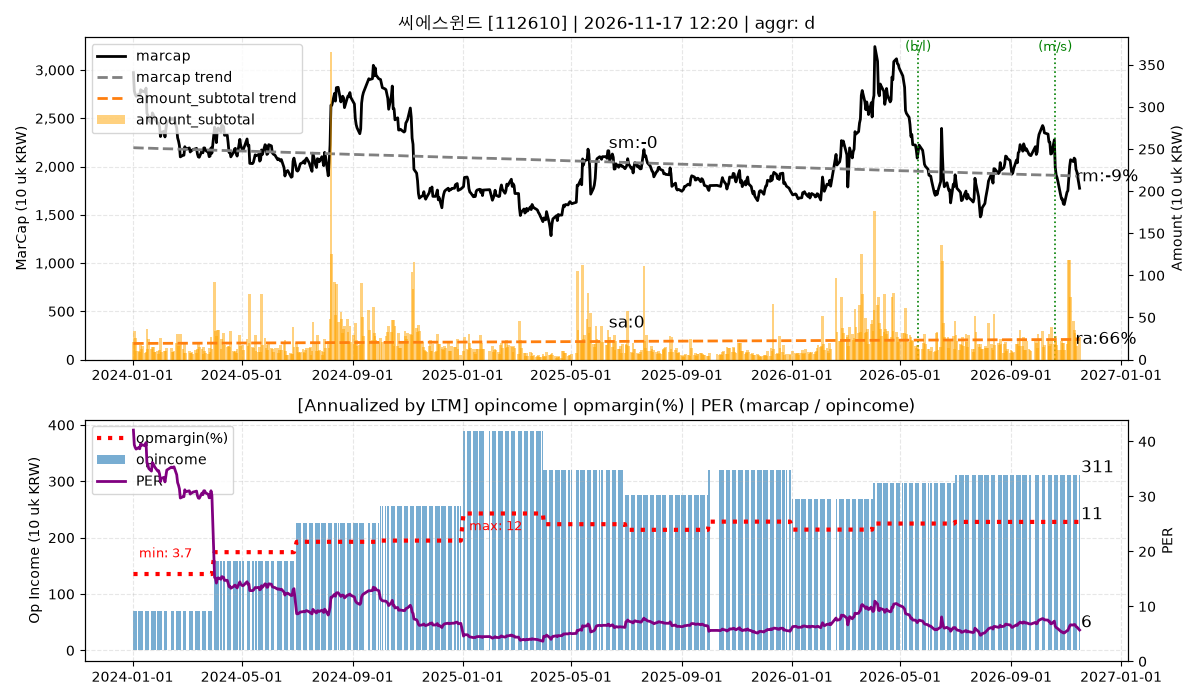 씨에스윈드 [112610] | 2026-11-17 12:20 | aggr: d
marcap
marcap trend
amount_subtotal trend
amount_subtotal
(b/l)
(m/s)
sm:-0
rm:-9%
sa:0
ra:66%
MarCap (10 uk KRW)
3,000
2,500
2,000
1,500
1,000
500
0
Amount (10 uk KRW)
350
300
250
200
150
100
50
0
2024-01-01 2024-05-01 2024-09-01 2025-01-01 2025-05-01 2025-09-01 2026-01-01 2026-05-01 2026-09-01 2027-01-01
[Annualized by LTM] opincome | opmargin(%) | PER (marcap / opincome)
opmargin(%)
opincome
PER
min: 3.7
max: 12
311
11
6
Op Income (10 uk KRW)
400
300
200
100
0
PER
40
30
20
10
0
2024-01-01 2024-05-01 2024-09-01 2025-01-01 2025-05-01 2025-09-01 2026-01-01 2026-05-01 2026-09-01 2027-01-01